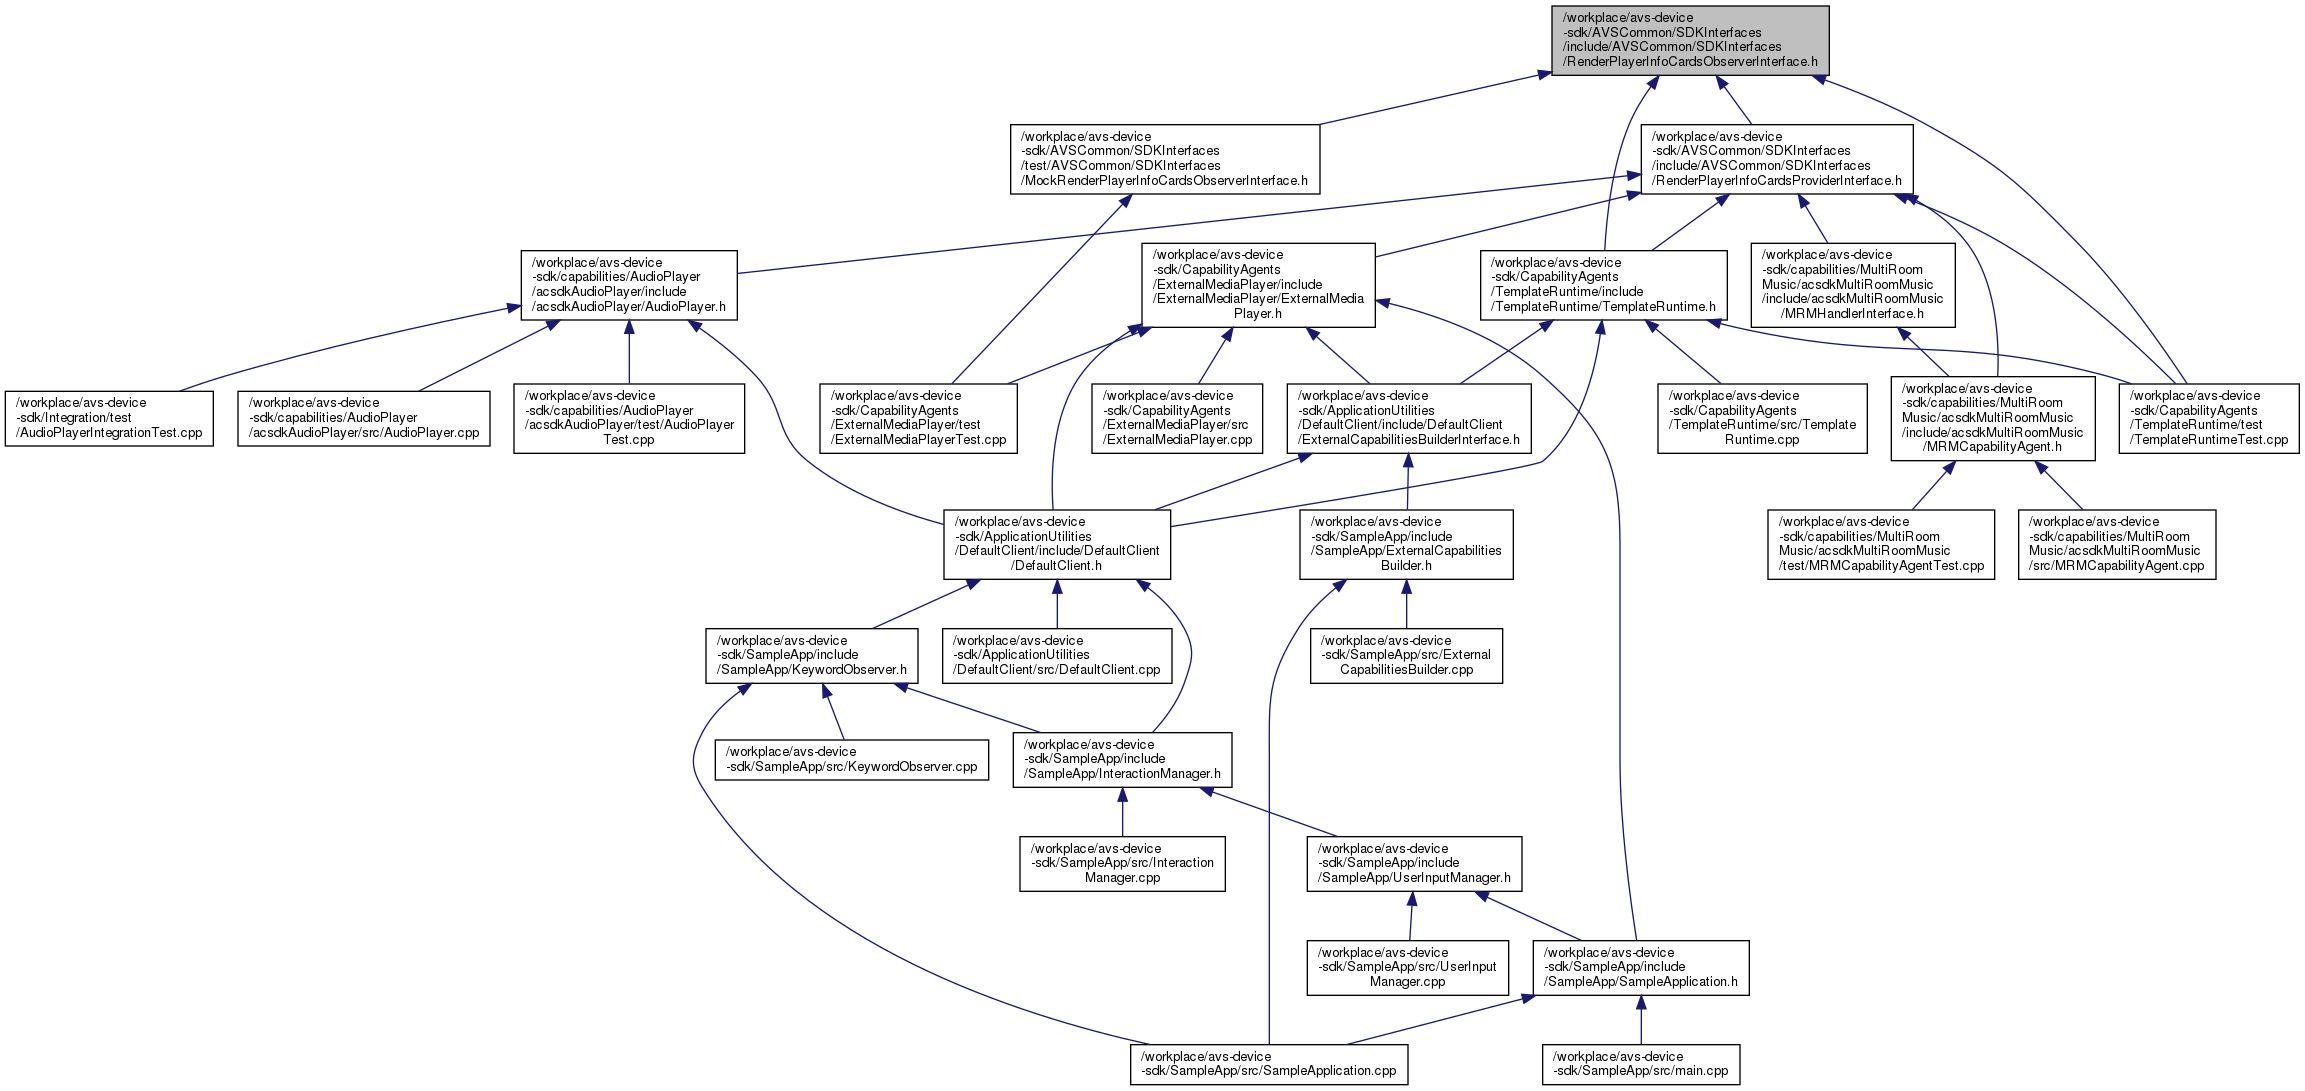 /workplace/avs-device
-sdk/AVSCommon/SDKInterfaces
/include/AVSCommon/SDKInterfaces
/RenderPlayerInfoCardsObserverInterface.h
/workplace/avs-device
-sdk/AVSCommon/SDKInterfaces
/test/AVSCommon/SDKInterfaces
/MockRenderPlayerInfoCardsObserverInterface.h
/workplace/avs-device
-sdk/AVSCommon/SDKInterfaces
/include/AVSCommon/SDKInterfaces
/RenderPlayerInfoCardsProviderInterface.h
/workplace/avs-device
-sdk/capabilities/AudioPlayer
/acsdkAudioPlayer/include
/acsdkAudioPlayer/AudioPlayer.h
/workplace/avs-device
-sdk/CapabilityAgents
/ExternalMediaPlayer/include
/ExternalMediaPlayer/ExternalMedia
Player.h
/workplace/avs-device
-sdk/CapabilityAgents
/TemplateRuntime/include
/TemplateRuntime/TemplateRuntime.h
/workplace/avs-device
-sdk/capabilities/MultiRoom
Music/acsdkMultiRoomMusic
/include/acsdkMultiRoomMusic
/MRMHandlerInterface.h
/workplace/avs-device
-sdk/Integration/test
/AudioPlayerIntegrationTest.cpp
/workplace/avs-device
-sdk/capabilities/AudioPlayer
/acsdkAudioPlayer/src/AudioPlayer.cpp
/workplace/avs-device
-sdk/capabilities/AudioPlayer
/acsdkAudioPlayer/test/AudioPlayer
Test.cpp
/workplace/avs-device
-sdk/CapabilityAgents
/ExternalMediaPlayer/test
/ExternalMediaPlayerTest.cpp
/workplace/avs-device
-sdk/CapabilityAgents
/ExternalMediaPlayer/src
/ExternalMediaPlayer.cpp
/workplace/avs-device
-sdk/ApplicationUtilities
/DefaultClient/include/DefaultClient
/ExternalCapabilitiesBuilderInterface.h
/workplace/avs-device
-sdk/CapabilityAgents
/TemplateRuntime/src/Template
Runtime.cpp
/workplace/avs-device
-sdk/capabilities/MultiRoom
Music/acsdkMultiRoomMusic
/include/acsdkMultiRoomMusic
/MRMCapabilityAgent.h
/workplace/avs-device
-sdk/CapabilityAgents
/TemplateRuntime/test
/TemplateRuntimeTest.cpp
/workplace/avs-device
-sdk/ApplicationUtilities
/DefaultClient/include/DefaultClient
/DefaultClient.h
/workplace/avs-device
-sdk/SampleApp/include
/SampleApp/ExternalCapabilities
Builder.h
/workplace/avs-device
-sdk/capabilities/MultiRoom
Music/acsdkMultiRoomMusic
/test/MRMCapabilityAgentTest.cpp
/workplace/avs-device
-sdk/capabilities/MultiRoom
Music/acsdkMultiRoomMusic
/src/MRMCapabilityAgent.cpp
/workplace/avs-device
-sdk/SampleApp/include
/SampleApp/KeywordObserver.h
/workplace/avs-device
-sdk/ApplicationUtilities
/DefaultClient/src/DefaultClient.cpp
/workplace/avs-device
-sdk/SampleApp/src/External
CapabilitiesBuilder.cpp
/workplace/avs-device
-sdk/SampleApp/src/KeywordObserver.cpp
/workplace/avs-device
-sdk/SampleApp/include
/SampleApp/InteractionManager.h
/workplace/avs-device
-sdk/SampleApp/src/Interaction
Manager.cpp
/workplace/avs-device
-sdk/SampleApp/include
/SampleApp/UserInputManager.h
/workplace/avs-device
-sdk/SampleApp/src/UserInput
Manager.cpp
/workplace/avs-device
-sdk/SampleApp/include
/SampleApp/SampleApplication.h
/workplace/avs-device
-sdk/SampleApp/src/SampleApplication.cpp
/workplace/avs-device
-sdk/SampleApp/src/main.cpp